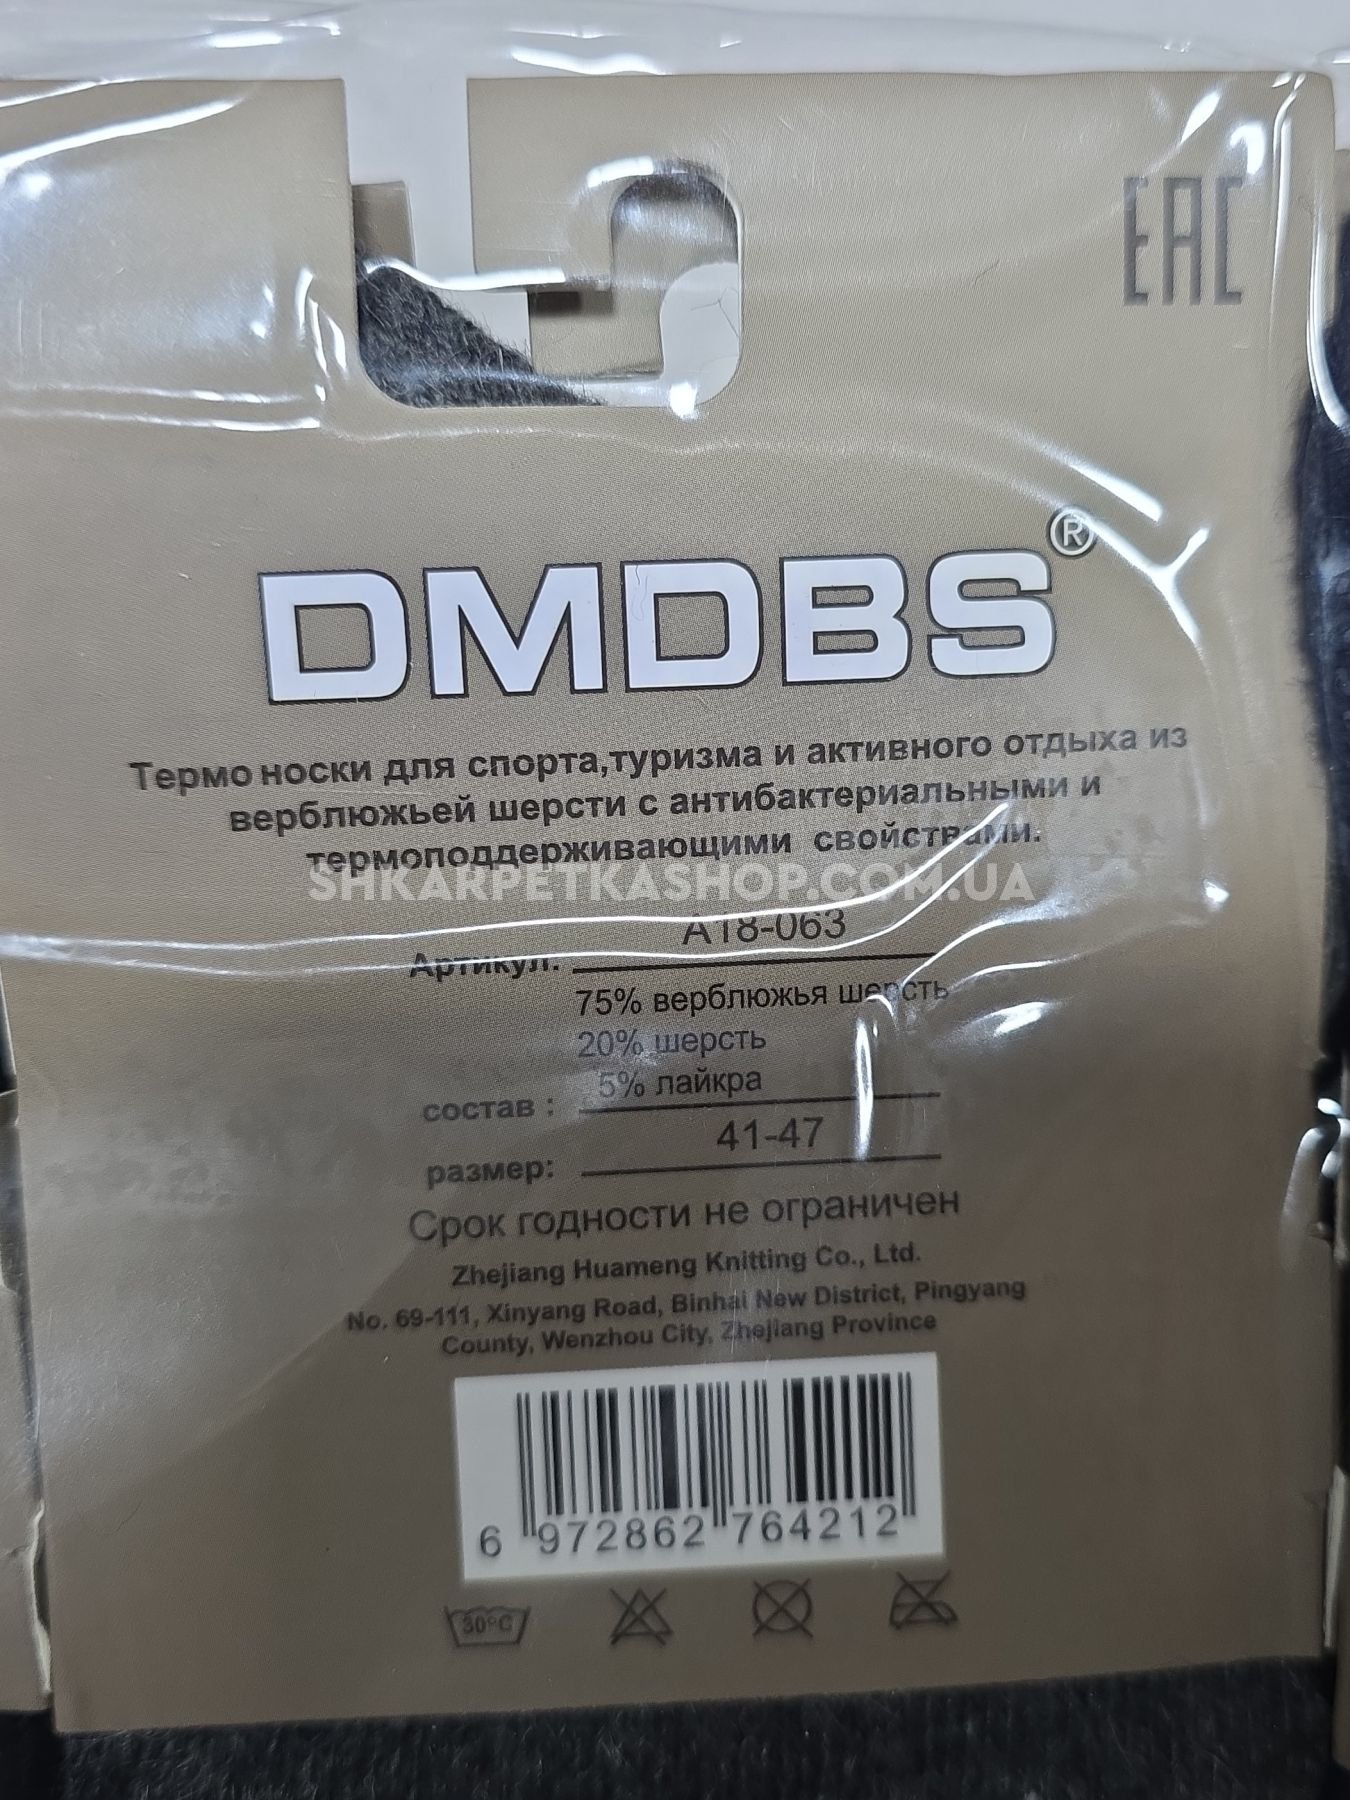 EAC
DMDBS®
Термо носки для спорта,туризма и активного отдыха из
верблюжьей шерсти с антибактериальными и
термоподдерживающими свойствами.
SHKARPETKASHOP.COM.UA
Артикул: A18-063
75% верблюжья шерсть
20% шерсть
5% лайкра
состав :
размер: 41-47
Срок годности не ограничен
Zhejiang Huameng Knitting Co., Ltd.
No. 69-111, Xinyang Road, Binhai New District, Pingyang
County, Wenzhou City, Zhejiang Province
6 972862 764212
30°C